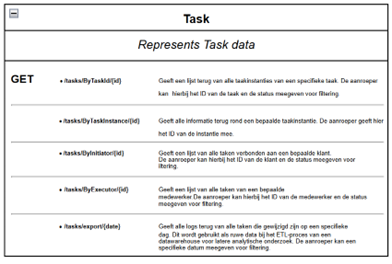 Task
Represents Task data
GET
• /tasks/ByTaskId/{id}
Geeft een lijst terug van alle taakinstanties van een specifieke taak. De aanroeper
kan hierbij het ID van de taak en de status meegeven voor filtering
• /tasks/ByTaskInstance/{id}
Geeft alle informatie terug rond een bepaalde taakinstantie. De aanroeper geeft hier
het ID van de instantie mee.
• /tasks/ByInitiator/{id}
Geeft een lijst van alle taken verbonden aan een bepaalde klant.
De aanroeper kan hierbij het ID van de klant en de status meegeven voor
filtering.
• /tasks/ByExecutor/{id}
Geeft een lijst van alle taken van een bepaalde
medewerker.De aanroeper kan hierbij het ID van de medewerker en de status
meegeven voor filtering.
• /tasks/export/{date}
Geeft alle logs terug van alle taken die gewijzigd zijn op een specifieke
dag. Dit wordt gebruikt als ruwe data bij het ETL-proces van een
datawarehouse voor latere analytische onderzoek. De aanroeper kan een
specifieke datum meegeven voor filtering.